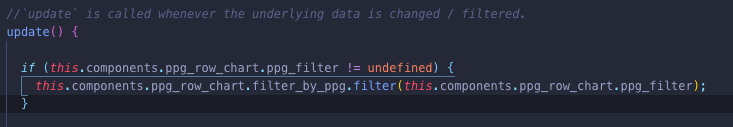 //`update` is called whenever the underlying data is changed / filtered.
update() {
if (this.components.ppg_row_chart.ppg_filter != undefined) {
this.components.ppg_row_chart.filter_by_ppg.filter(this.components.ppg_row_chart.ppg_filter);
}